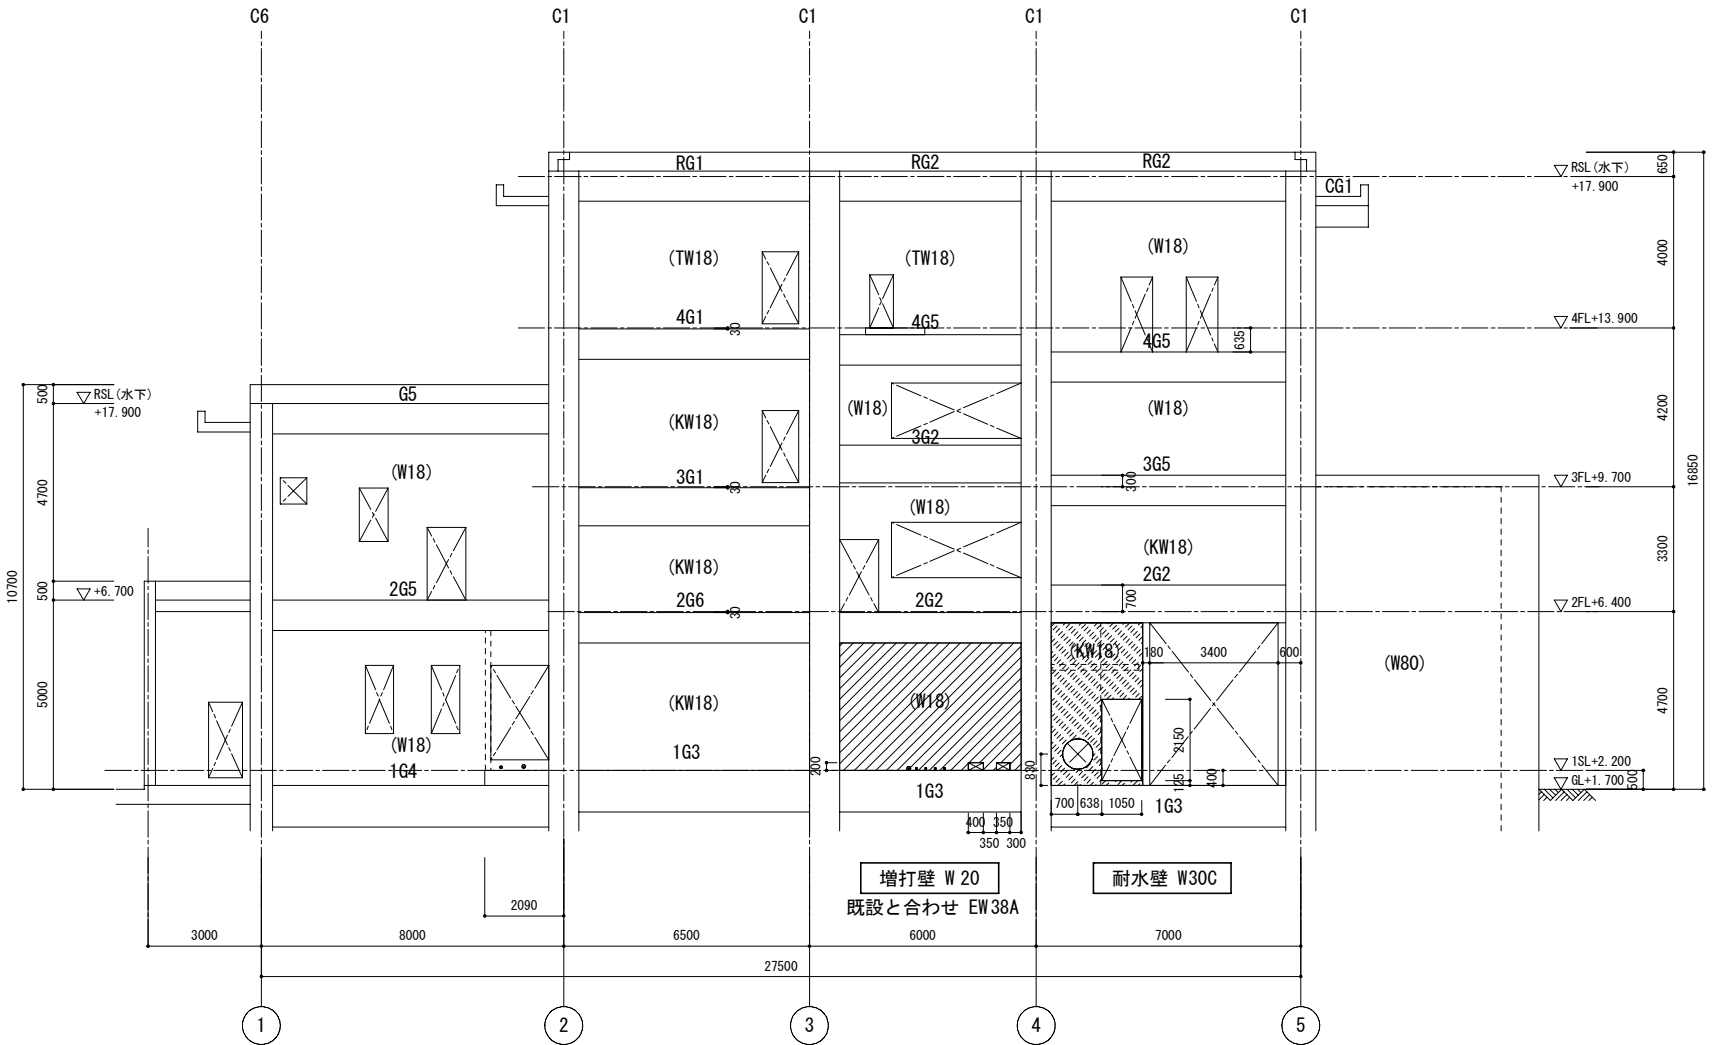 C6 C1 C1 C1 C1
RG1 RG2 RG2
650
RSL(水下)
+17.900
CG1
(TW18) (TW18) (W18)
4000
4G1 30 4G5
4FL+13.900
635
4G5
500
RSL(水下)
+17.900
G5
(KW18) (W18) (W18)
4200
3G2
(W18)
3G1 30
3G5
300
3FL+9.700
16850
4700
(W18)
(KW18) (KW18)
3300
10700
500
+6.700
2G5
2G6 30 2G2
2G2
700
2FL+6.400
(KW18) 180 3400 600
(W80)
5000
(W18)
1G4
(KW18) (W18)
1G3
200
830
2150
125
400
4700
1SL+2.200
GL+1.700
500
1G3
700 638 1050
1G3
400 350
350 300
増打壁 W20
耐水壁 W30C
既設と合わせ EW38A
2090
3000 8000 6500 6000 7000
27500
1 2 3 4 5